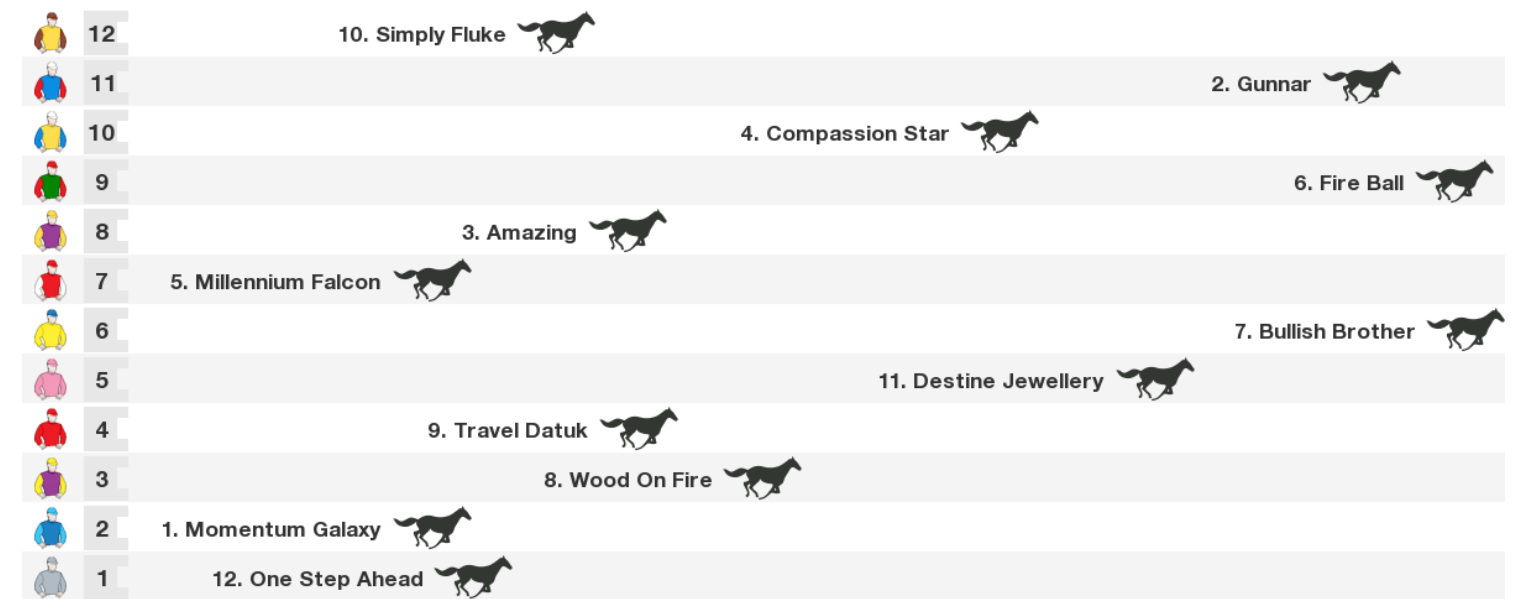 12 10. Simply Fluke
11 2. Gunnar
10 4. Compassion Star
9 6. Fire Ball
8 3. Amazing
7 5. Millennium Falcon
6 7. Bullish Brother
5 11. Destine Jewellery
4 9. Travel Datuk
3 8. Wood On Fire
2 1. Momentum Galaxy
1 12. One Step Ahead